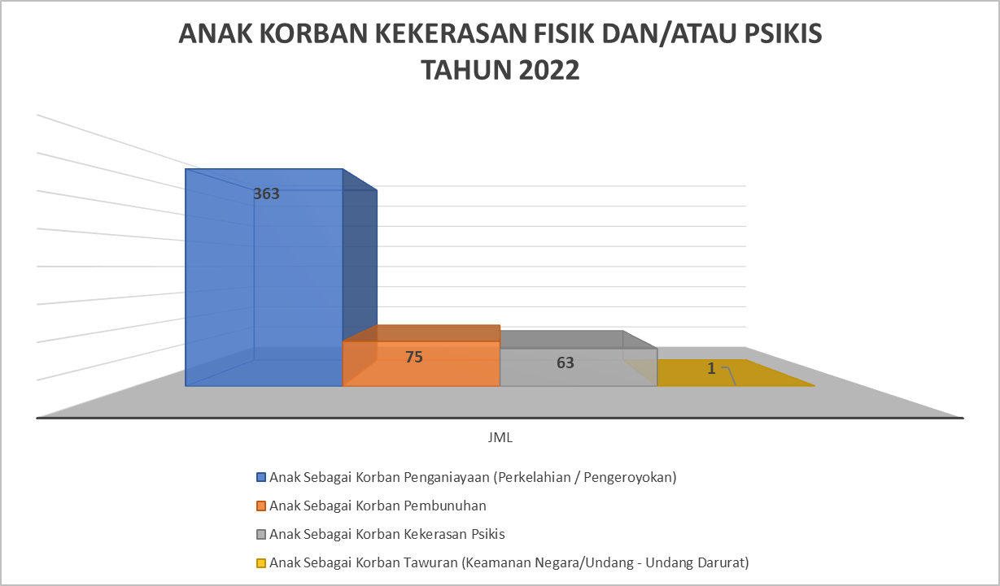 ANAK KORBAN KEKERASAN FISIK DAN/ATAU PSIKIS
TAHUN 2022
363
75
63
1
JML
Anak Sebagai Korban Penganiayaan (Perkelahian / Pengeroyokan)
Anak Sebagai Korban Pembunuhan
Anak Sebagai Korban Kekerasan Psikis
Anak Sebagai Korban Tawuran (Keamanan Negara/Undang - Undang Darurat)